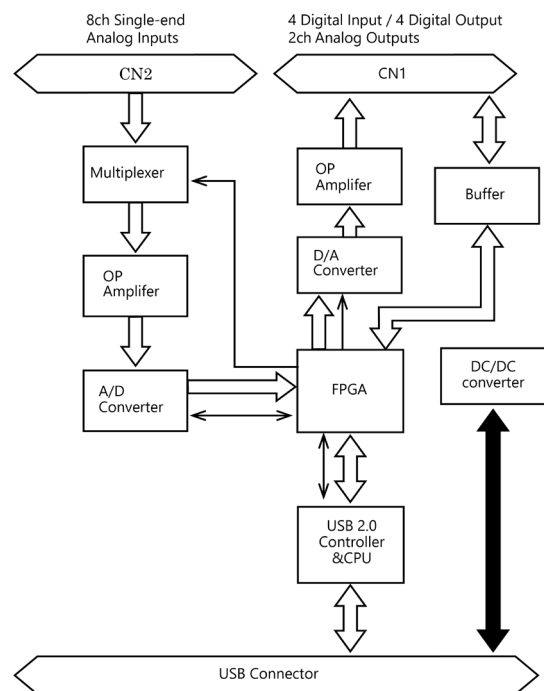 8ch Single-end
Analog Inputs
4 Digital Input / 4 Digital Output
2ch Analog Outputs
CN2
CN1
Multiplexer
OP
Amplifer
Buffer
OP
Amplifer
D/A
Converter
A/D
Converter
FPGA
DC/DC
converter
USB 2.0
Controller
&CPU
USB Connector